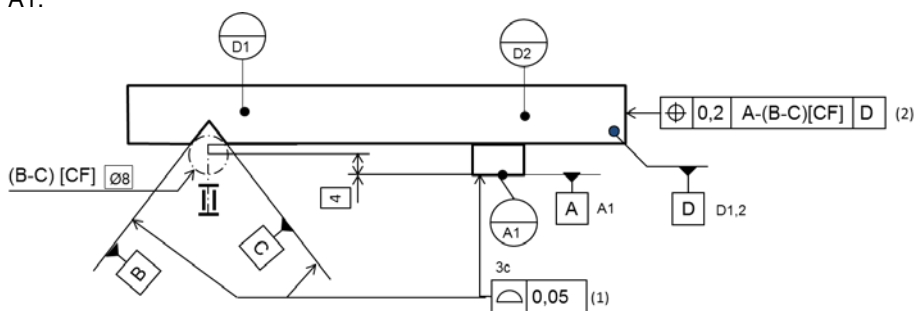 A1.
D1
D2
⌖ 0,2 A-(B-C)[CF] D (2)
(B-C) [CF] Ø8
4
A A1
D D1,2
A1
B
C
3c
⌓ 0,05 (1)